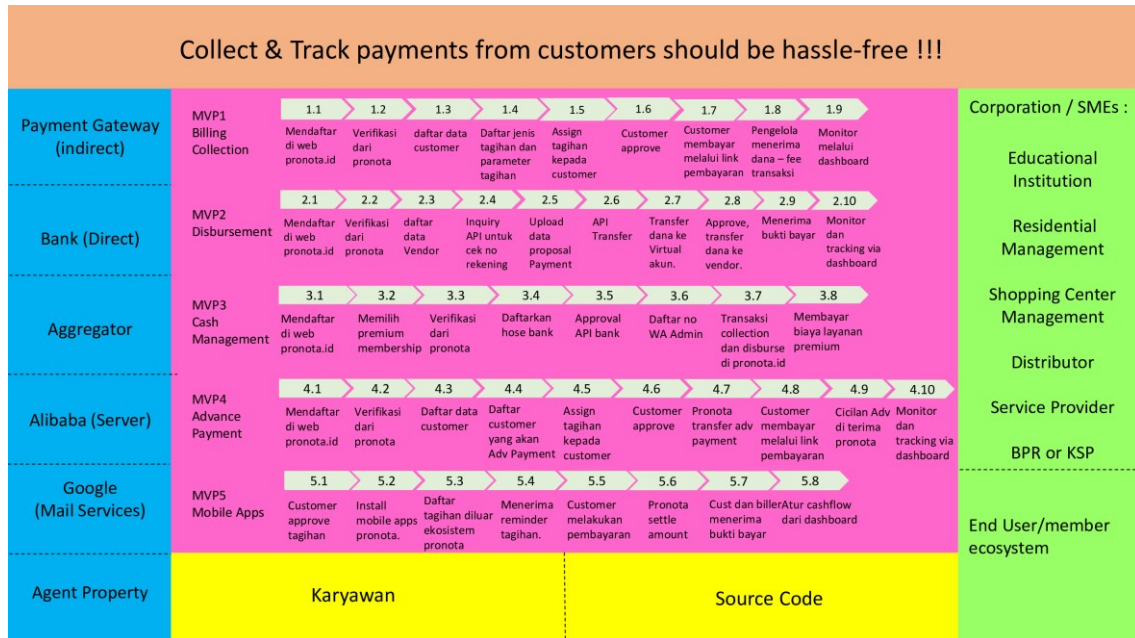 Collect & Track payments from customers should be hassle-free !!!
Payment Gateway
(indirect)
Bank (Direct)
Aggregator
Alibaba (Server)
Google
(Mail Services)
Agent Property
MVP1
Billing
Collection
1.1
Mendaftar
di web
pronota.id
1.2
Verifikasi
dari
pronota
1.3
daftar data
customer
1.4
Daftar jenis
tagihan dan
parameter
tagihan
1.5
Assign
tagihan
kepada
customer
1.6
Customer
approve
1.7
Customer
membayar
melalui link
pembayaran
1.8
Pengelola
menerima
dana – fee
transaksi
1.9
Monitor
melalui
dashboard
MVP2
Disbursement
2.1
Mendaftar
di web
pronota.id
2.2
Verifikasi
dari
pronota
2.3
daftar
data
Vendor
2.4
Inquiry
API untuk
cek no
rekening
2.5
Upload
data
proposal
Payment
2.6
API
Transfer
2.7
Transfer
dana ke
Virtual
akun.
2.8
Approve,
transfer
dana ke
vendor.
2.9
Menerima
bukti bayar
2.10
Monitor
dan
tracking via
dashboard
MVP3
Cash
Management
3.1
Mendaftar
di web
pronota.id
3.2
Memilih
premium
membership
3.3
Verifikasi
dari
pronota
3.4
Daftarkan
hose bank
3.5
Approval
API bank
3.6
Daftar no
WA Admin
3.7
Transaksi
collection
dan disburse
di pronota.id
3.8
Membayar
biaya layanan
premium
MVP4
Advance
Payment
4.1
Mendaftar
di web
pronota.id
4.2
Verifikasi
dari
pronota
4.3
Daftar data
customer
4.4
Daftar
customer
yang akan
Adv Payment
4.5
Assign
tagihan
kepada
customer
4.6
Customer
approve
4.7
Pronota
transfer adv
payment
4.8
Customer
membayar
melalui link
pembayaran
4.9
Cicilan Adv
di terima
pronota
4.10
Monitor
dan
tracking via
dashboard
MVP5
Mobile Apps
5.1
Customer
approve
tagihan
5.2
Install
mobile apps
pronota.
5.3
Daftar
tagihan diluar
ekosistem
pronota
5.4
Menerima
reminder
tagihan.
5.5
Customer
melakukan
pembayaran
5.6
Pronota
settle
amount
5.7
Cust dan biller
menerima
bukti bayar
5.8
Atur cashflow
dari dashboard
Karyawan
Source Code
Corporation / SMEs :
Educational
Institution
Residential
Management
Shopping Center
Management
Distributor
Service Provider
BPR or KSP
End User/member
ecosystem